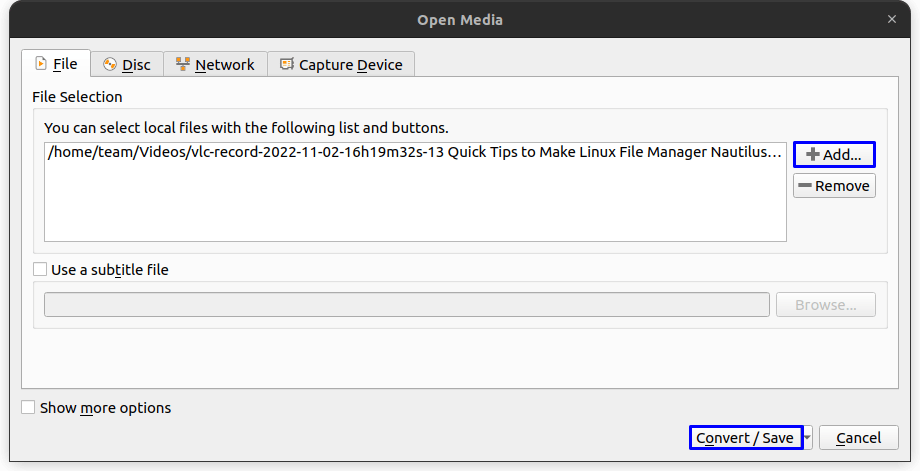 Open Media
File Disc Network Capture Device
File Selection
You can select local files with the following list and buttons.
/home/team/Videos/vlc-record-2022-11-02-16h19m32s-13 Quick Tips to Make Linux File Manager Nautilus...
Add...
Remove
Use a subtitle file
Browse...
Show more options
Convert / Save Cancel